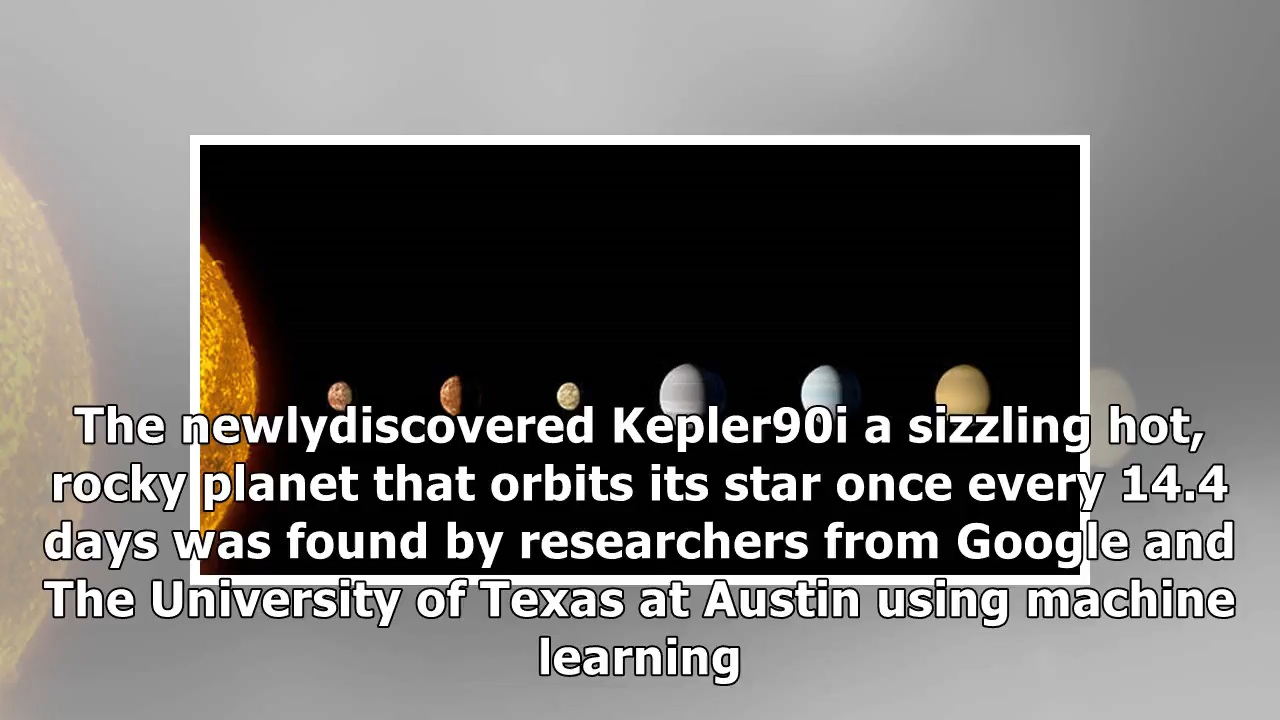 The newlydiscovered Kepler90i a sizzling hot,
rocky planet that orbits its star once every 14.4
days was found by researchers from Google and
The University of Texas at Austin using machine
learning